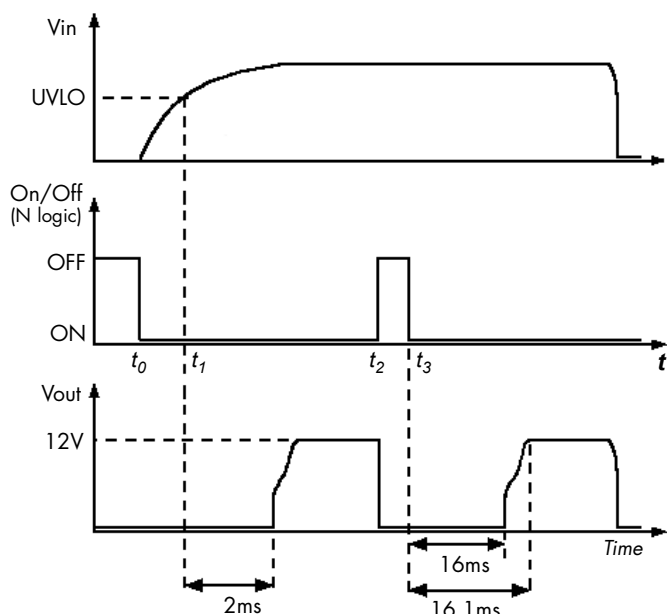 Vin
UVLO
On/Off
(N logic)
OFF
ON
t0 t1 t2 t3 t
Vout
12V
Time
16ms
2ms 16.1ms